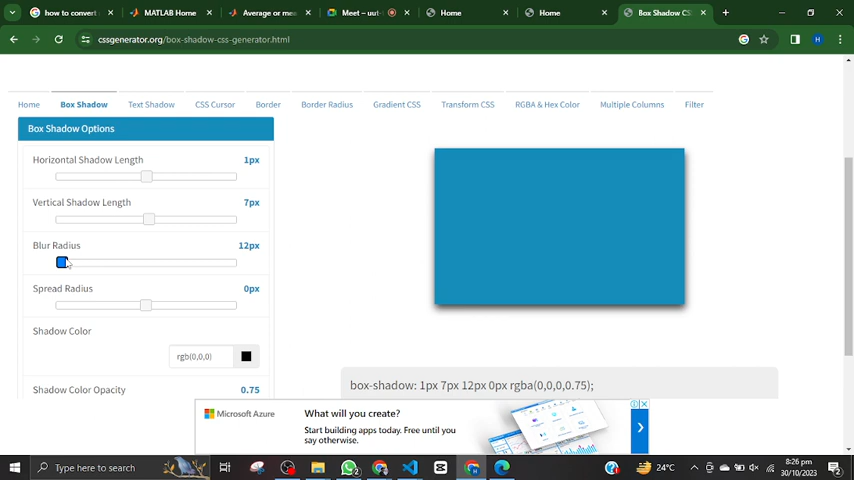 how to convert
MATLAB Home
Average or me
Meet – uut
Home
Home
Box Shadow CS
cssgenerator.org/box-shadow-css-generator.html
H
Home
Box Shadow
Text Shadow
CSS Cursor
Border
Border Radius
Gradient CSS
Transform CSS
RGBA & Hex Color
Multiple Columns
Filter
Box Shadow Options
Horizontal Shadow Length 1px
Vertical Shadow Length 7px
Blur Radius 12px
Spread Radius 0px
Shadow Color
rgb(0,0,0)
Shadow Color Opacity 0.75
box-shadow: 1px 7px 12px 0px rgba(0,0,0,0.75);
Microsoft Azure
What will you create?
Start building apps today. Free until you
say otherwise.
Type here to search
24°C
8:26 pm
30/10/2023